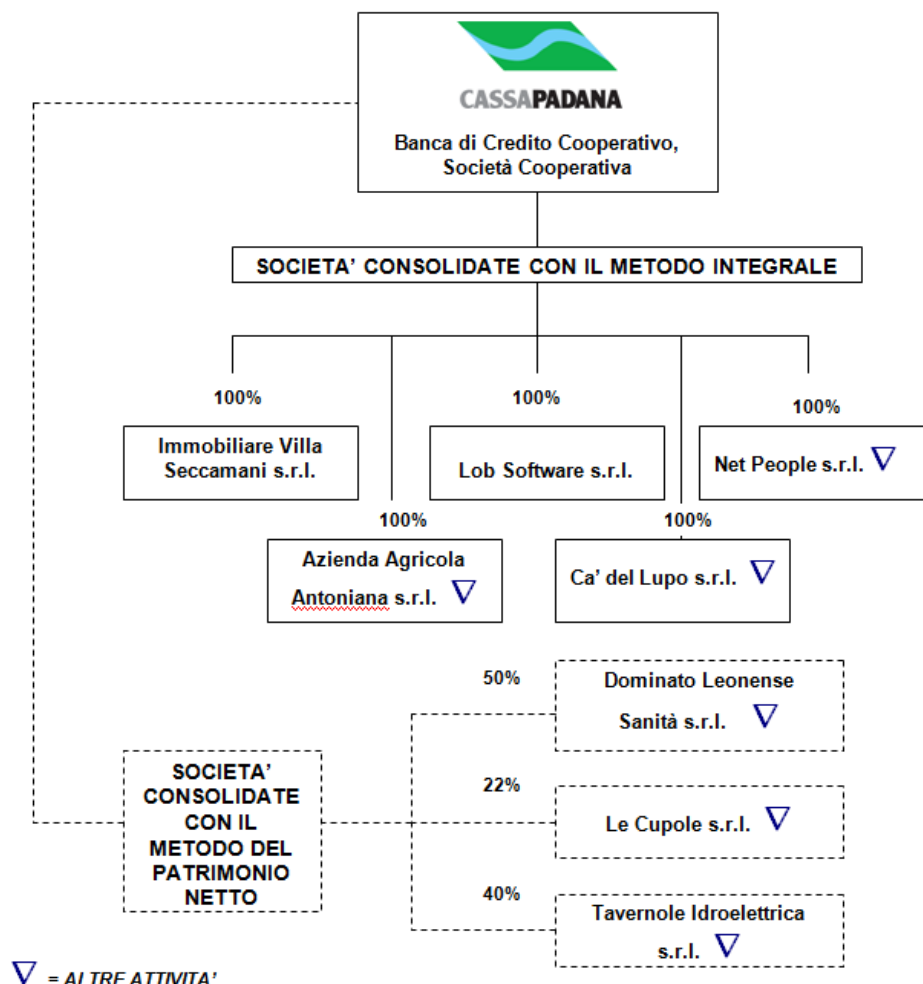 CASSAPADANA
Banca di Credito Cooperativo,
Società Cooperativa
SOCIETA' CONSOLIDATE CON IL METODO INTEGRALE
100%
100%
100%
Immobiliare Villa
Seccamani s.r.l.
Lob Software s.r.l.
Net People s.r.l.
100%
100%
Azienda Agricola
Antoniana s.r.l.
Ca' del Lupo s.r.l.
50%
Dominato Leonense
Sanità s.r.l.
SOCIETA'
CONSOLIDATE
CON IL
METODO DEL
PATRIMONIO
NETTO
22%
Le Cupole s.r.l.
40%
Tavernole Idroelettrica
s.r.l.
= ALTRE ATTIVITA'